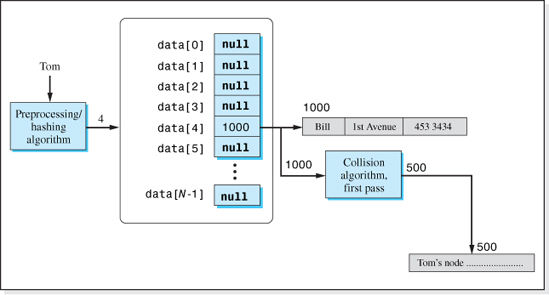 Tom
Preprocessing/
hashing
algorithm
4
data[0] null
data[1] null
data[2] null
data[3] null
data[4] 1000
data[5] null
data[N-1] null
1000
Bill 1st Avenue 453 3434
1000
Collision
algorithm,
first pass
500
500
Tom's node .......................